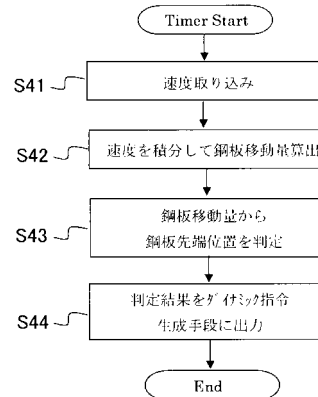 Timer Start
S41
速度取り込み
S42
速度を積分して鋼板移動量算出
S43
鋼板移動量から
鋼板先端位置を判定
S44
判定結果をダイナミック指令
生成手段に出力
End